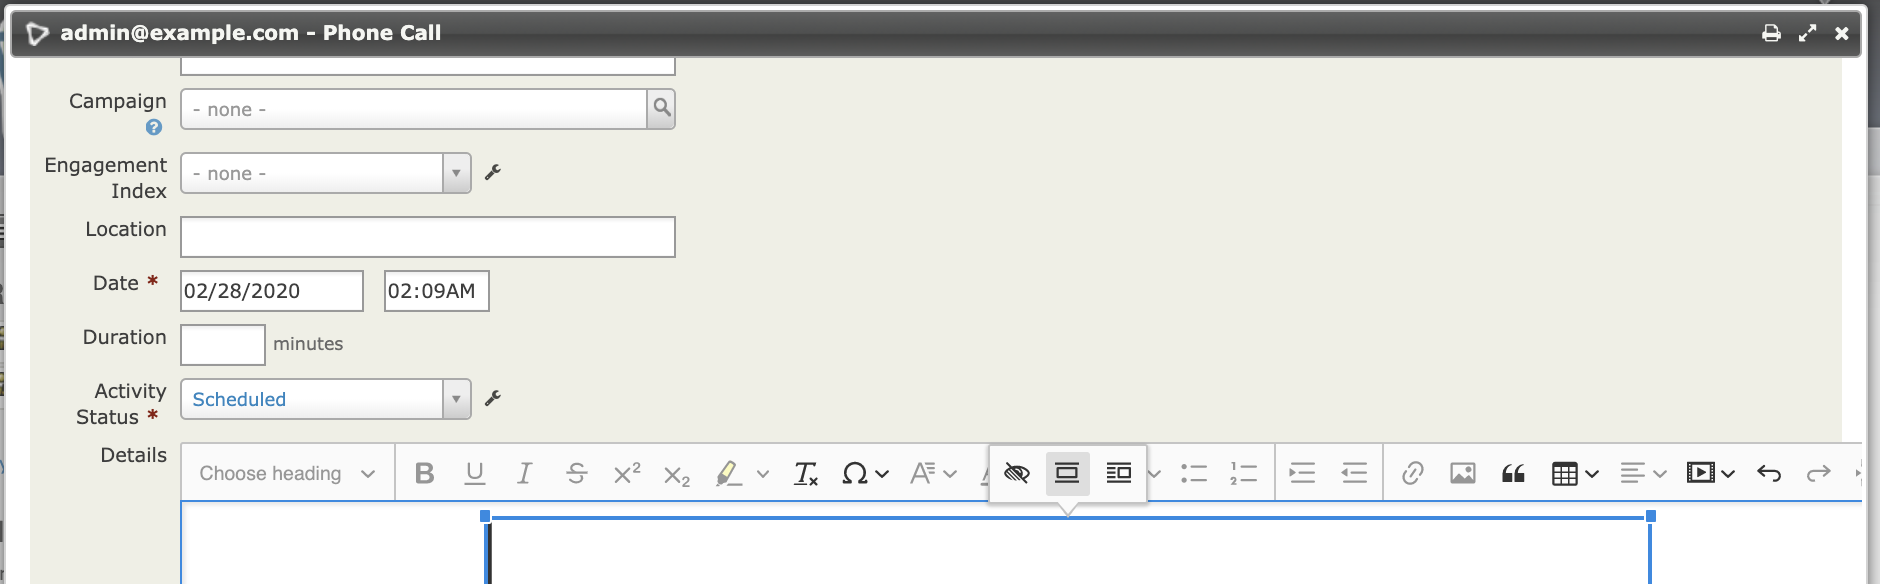 admin@example.com - Phone Call
Campaign
- none -
Engagement
Index
- none -
Location
Date *
02/28/2020
02:09AM
Duration
minutes
Activity
Status *
Scheduled
Details
Choose heading